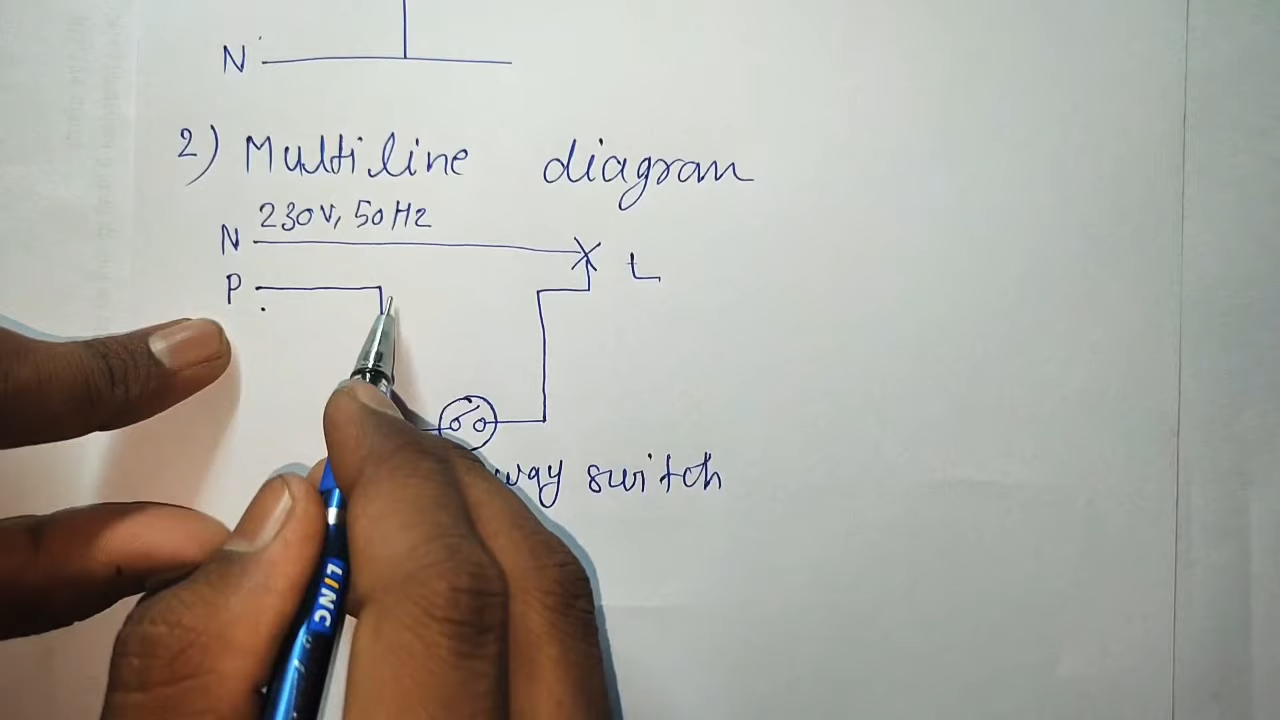 N
2) Multiline diagram
230V, 50Hz
N
L
P
way switch
LINC